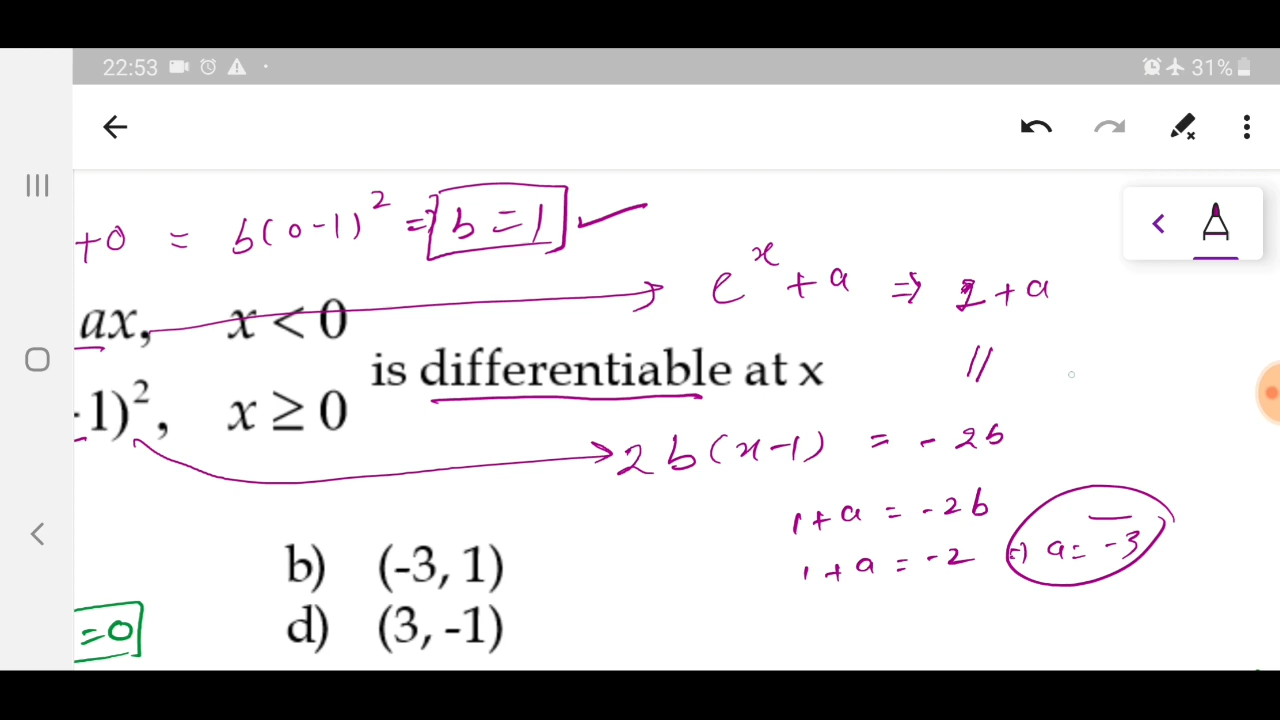 22:53 31%
+0 = b(0-1)² ⇒ b=1
eˣ+a ⇒ 1+a
ax, x < 0
is differentiable at x
-1)², x ≥ 0
2b(x-1) = -2b
1+a = -2b
1+a = -2 ⇒ a=-3
b) (-3, 1)
=0
d) (3, -1)